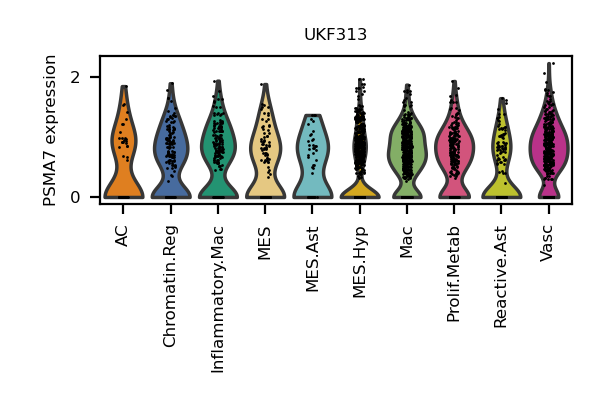 UKF313
PSMA7 expression
2
0
AC
Chromatin.Reg
Inflammatory.Mac
MES
MES.Ast
MES.Hyp
Mac
Prolif.Metab
Reactive.Ast
Vasc